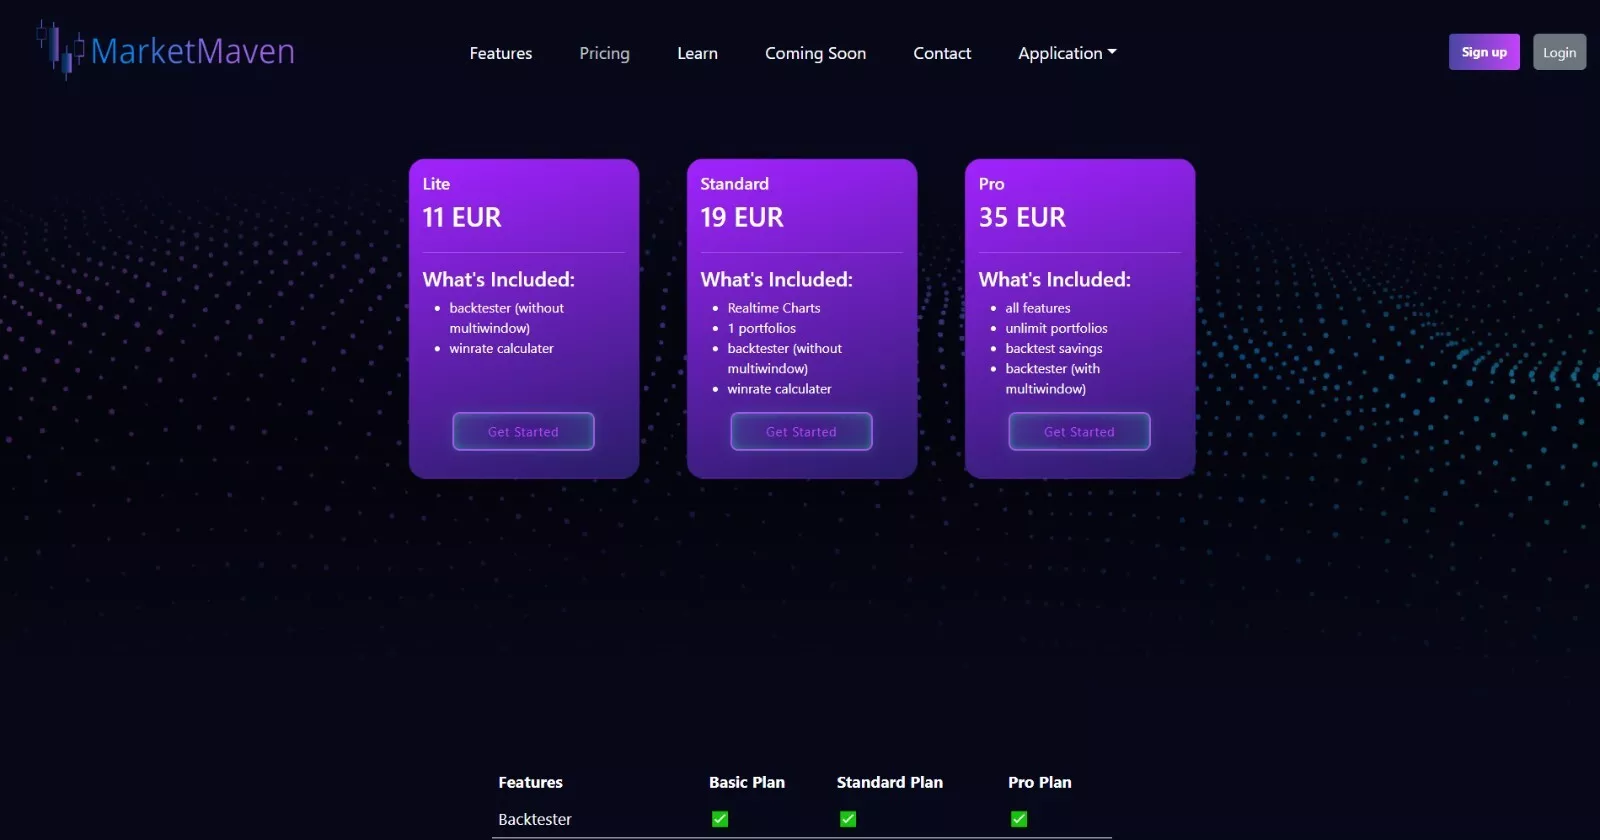 MarketMaven
Features Pricing Learn Coming Soon Contact Application
Sign up Login
Lite
11 EUR
What's Included:
backtester (without
multiwindow)
winrate calculater
Get Started
Standard
19 EUR
What's Included:
Realtime Charts
1 portfolios
backtester (without
multiwindow)
winrate calculater
Get Started
Pro
35 EUR
What's Included:
all features
unlimit portfolios
backtest savings
backtester (with
multiwindow)
Get Started
Features Basic Plan Standard Plan Pro Plan
Backtester ✅ ✅ ✅